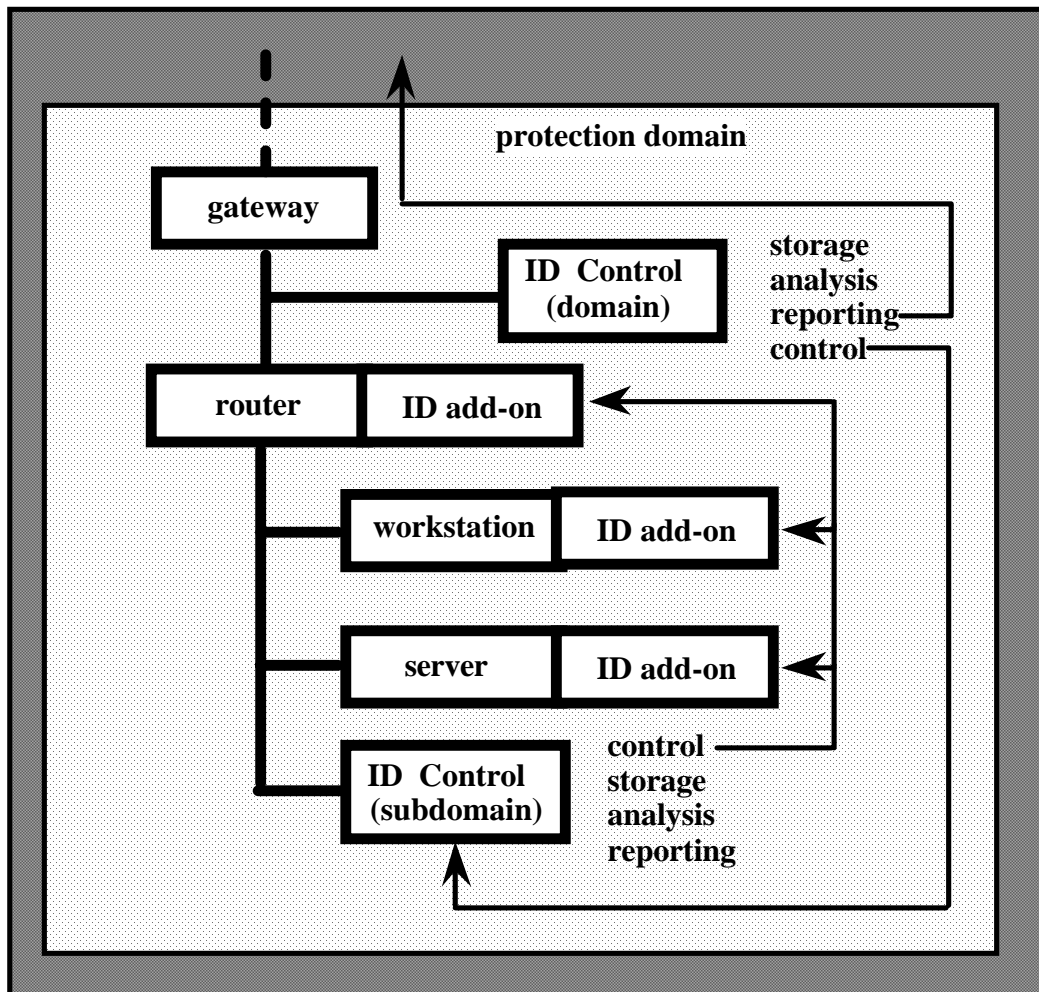 protection domain
gateway
ID Control
(domain)
storage
analysis
reporting
control
router
ID add-on
workstation
ID add-on
server
ID add-on
ID Control
(subdomain)
control
storage
analysis
reporting